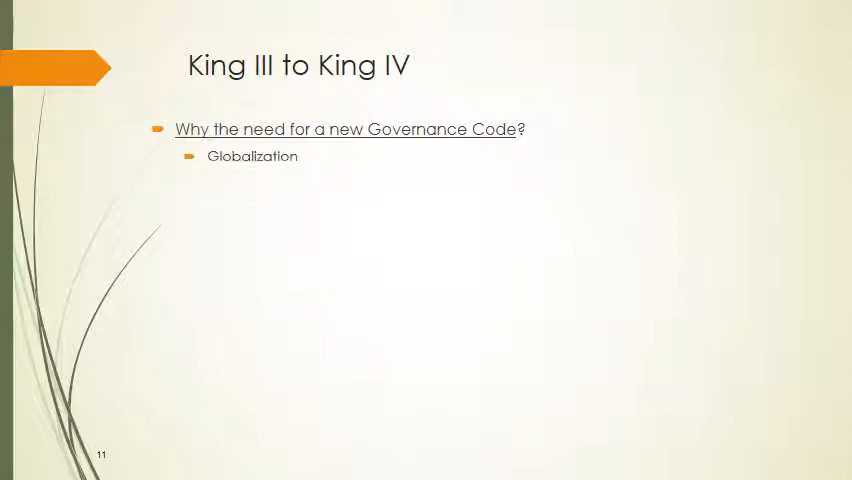 King III to King IV
Why the need for a new Governance Code?
Globalization
11